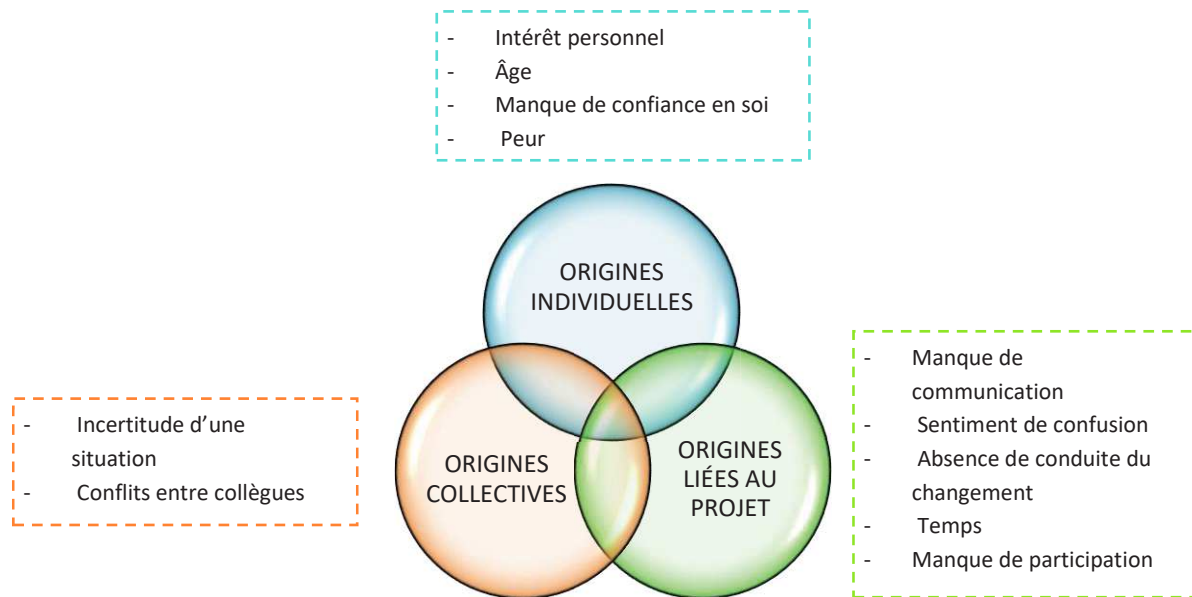 - Intérêt personnel
- Âge
- Manque de confiance en soi
- Peur
ORIGINES
INDIVIDUELLES
- Incertitude d’une
situation
- Conflits entre collègues
ORIGINES
COLLECTIVES
ORIGINES
LIÉES AU
PROJET
- Manque de
communication
- Sentiment de confusion
- Absence de conduite du
changement
- Temps
- Manque de participation